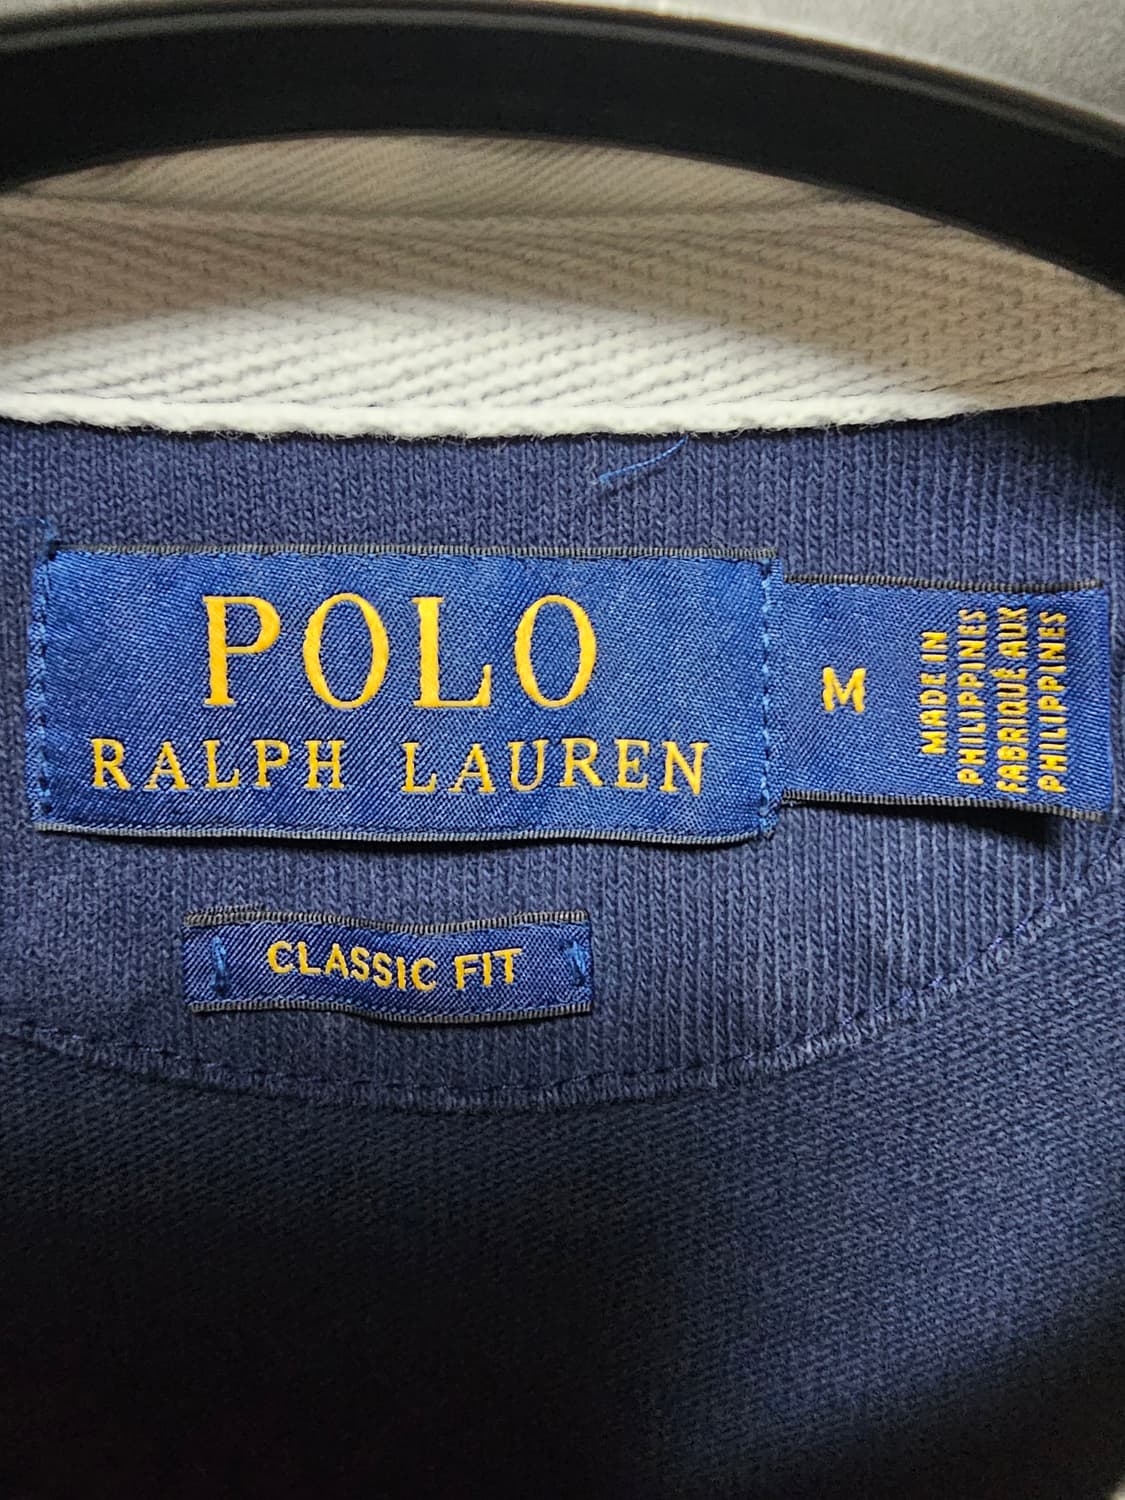 POLO
RALPH LAUREN
M
MADE IN
PHILIPPINES
FABRIQUÉ AUX
PHILIPPINES
CLASSIC FIT